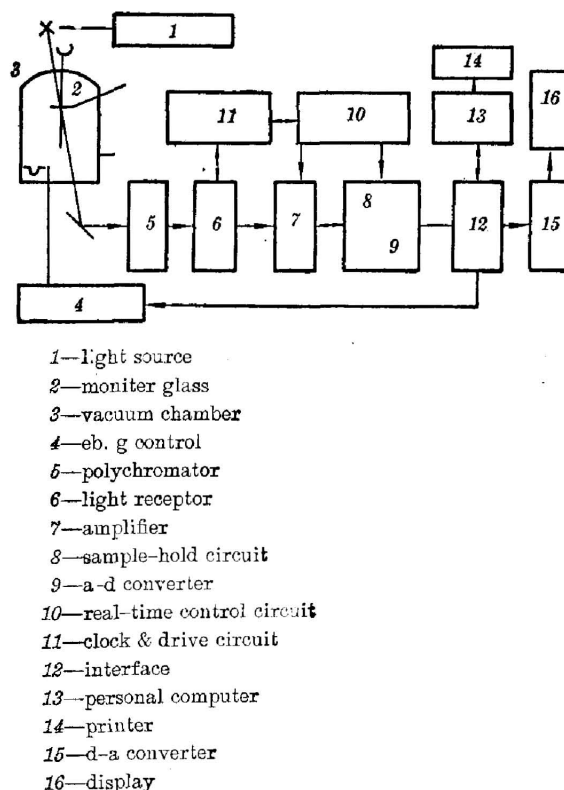 1
3
2
14
16
11
10
13
8
5
6
7
12
15
9
4
1—light source
2—moniter glass
3—vacuum chamber
4—eb. g control
5—polychromator
6—light receptor
7—amplifier
8—sample-hold circuit
9—a-d converter
10—real-time control circuit
11—clock & drive circuit
12—interface
13—personal computer
14—printer
15—d-a converter
16—display